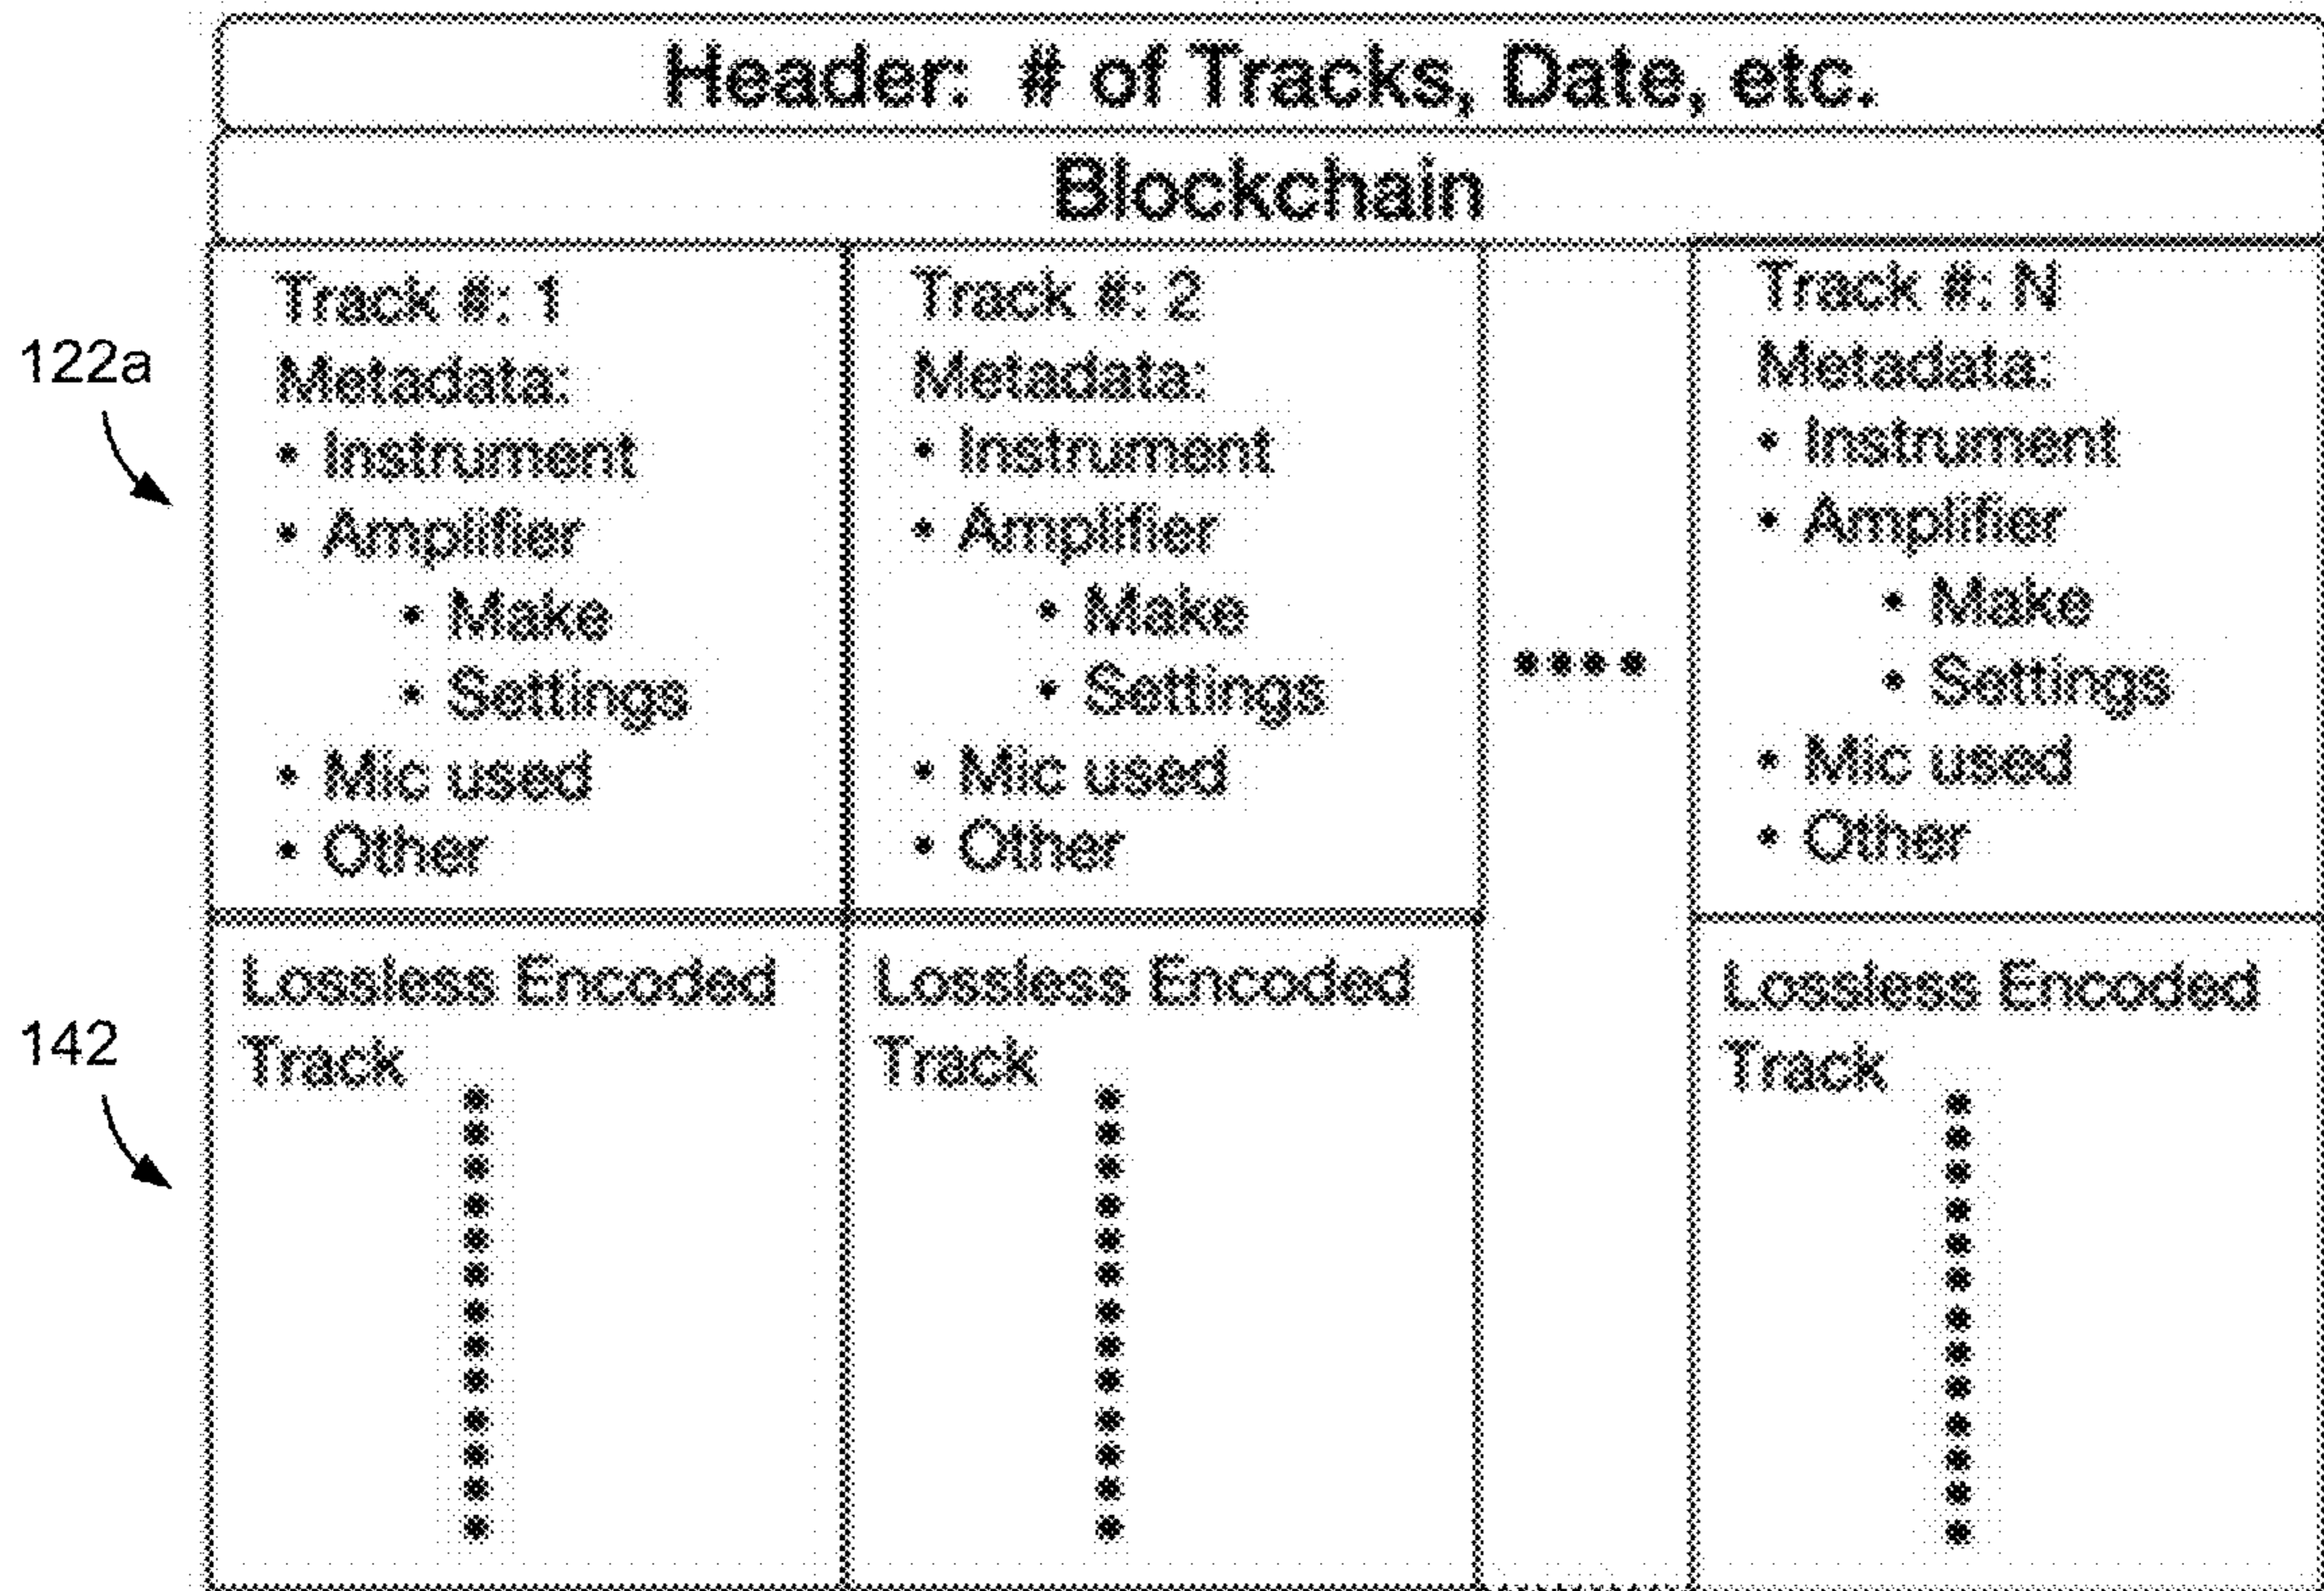 Header: # of Tracks, Date, etc.
Blockchain
122a
Track #: 1
Metadata:
• Instrument
• Amplifier
• Make
• Settings
• Mic used
• Other
Track #: 2
Metadata:
• Instrument
• Amplifier
• Make
• Settings
• Mic used
• Other
Track #: N
Metadata:
• Instrument
• Amplifier
• Make
• Settings
• Mic used
• Other
142
Lossless Encoded
Track
Lossless Encoded
Track
Lossless Encoded
Track